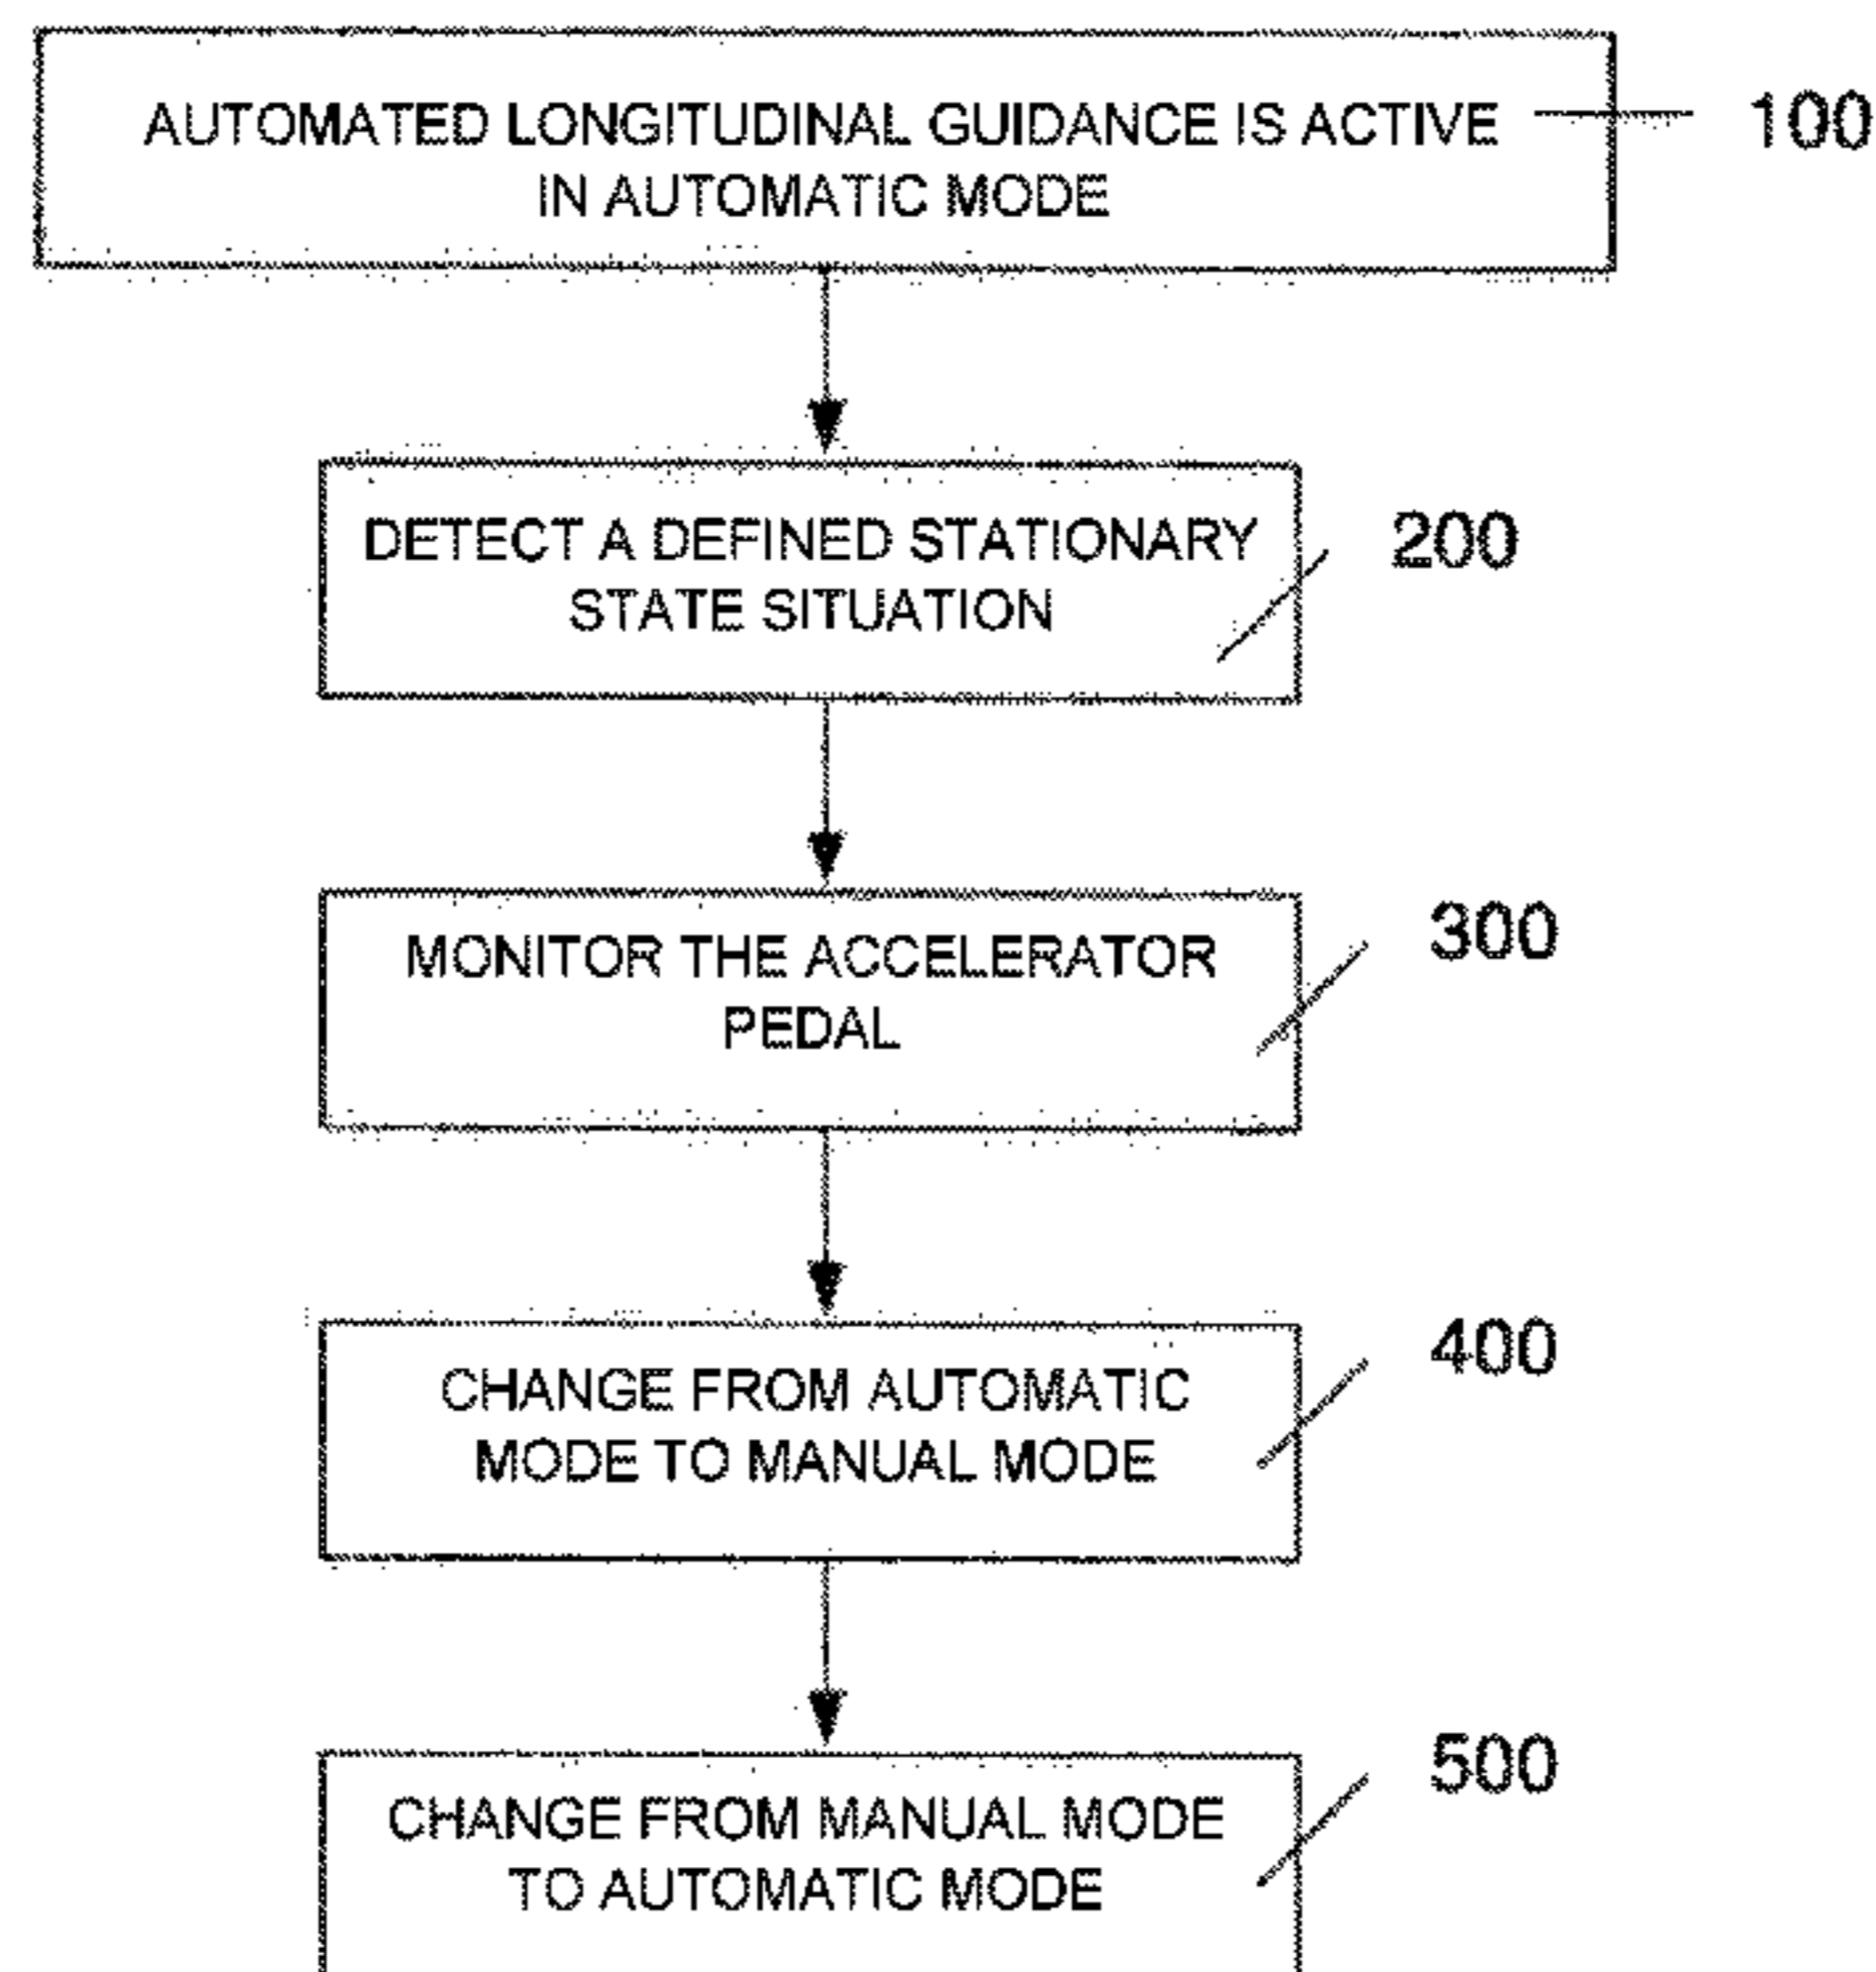 AUTOMATED LONGITUDINAL GUIDANCE IS ACTIVE
IN AUTOMATIC MODE
100
DETECT A DEFINED STATIONARY
STATE SITUATION
200
MONITOR THE ACCELERATOR
PEDAL
300
CHANGE FROM AUTOMATIC
MODE TO MANUAL MODE
400
CHANGE FROM MANUAL MODE
TO AUTOMATIC MODE
500